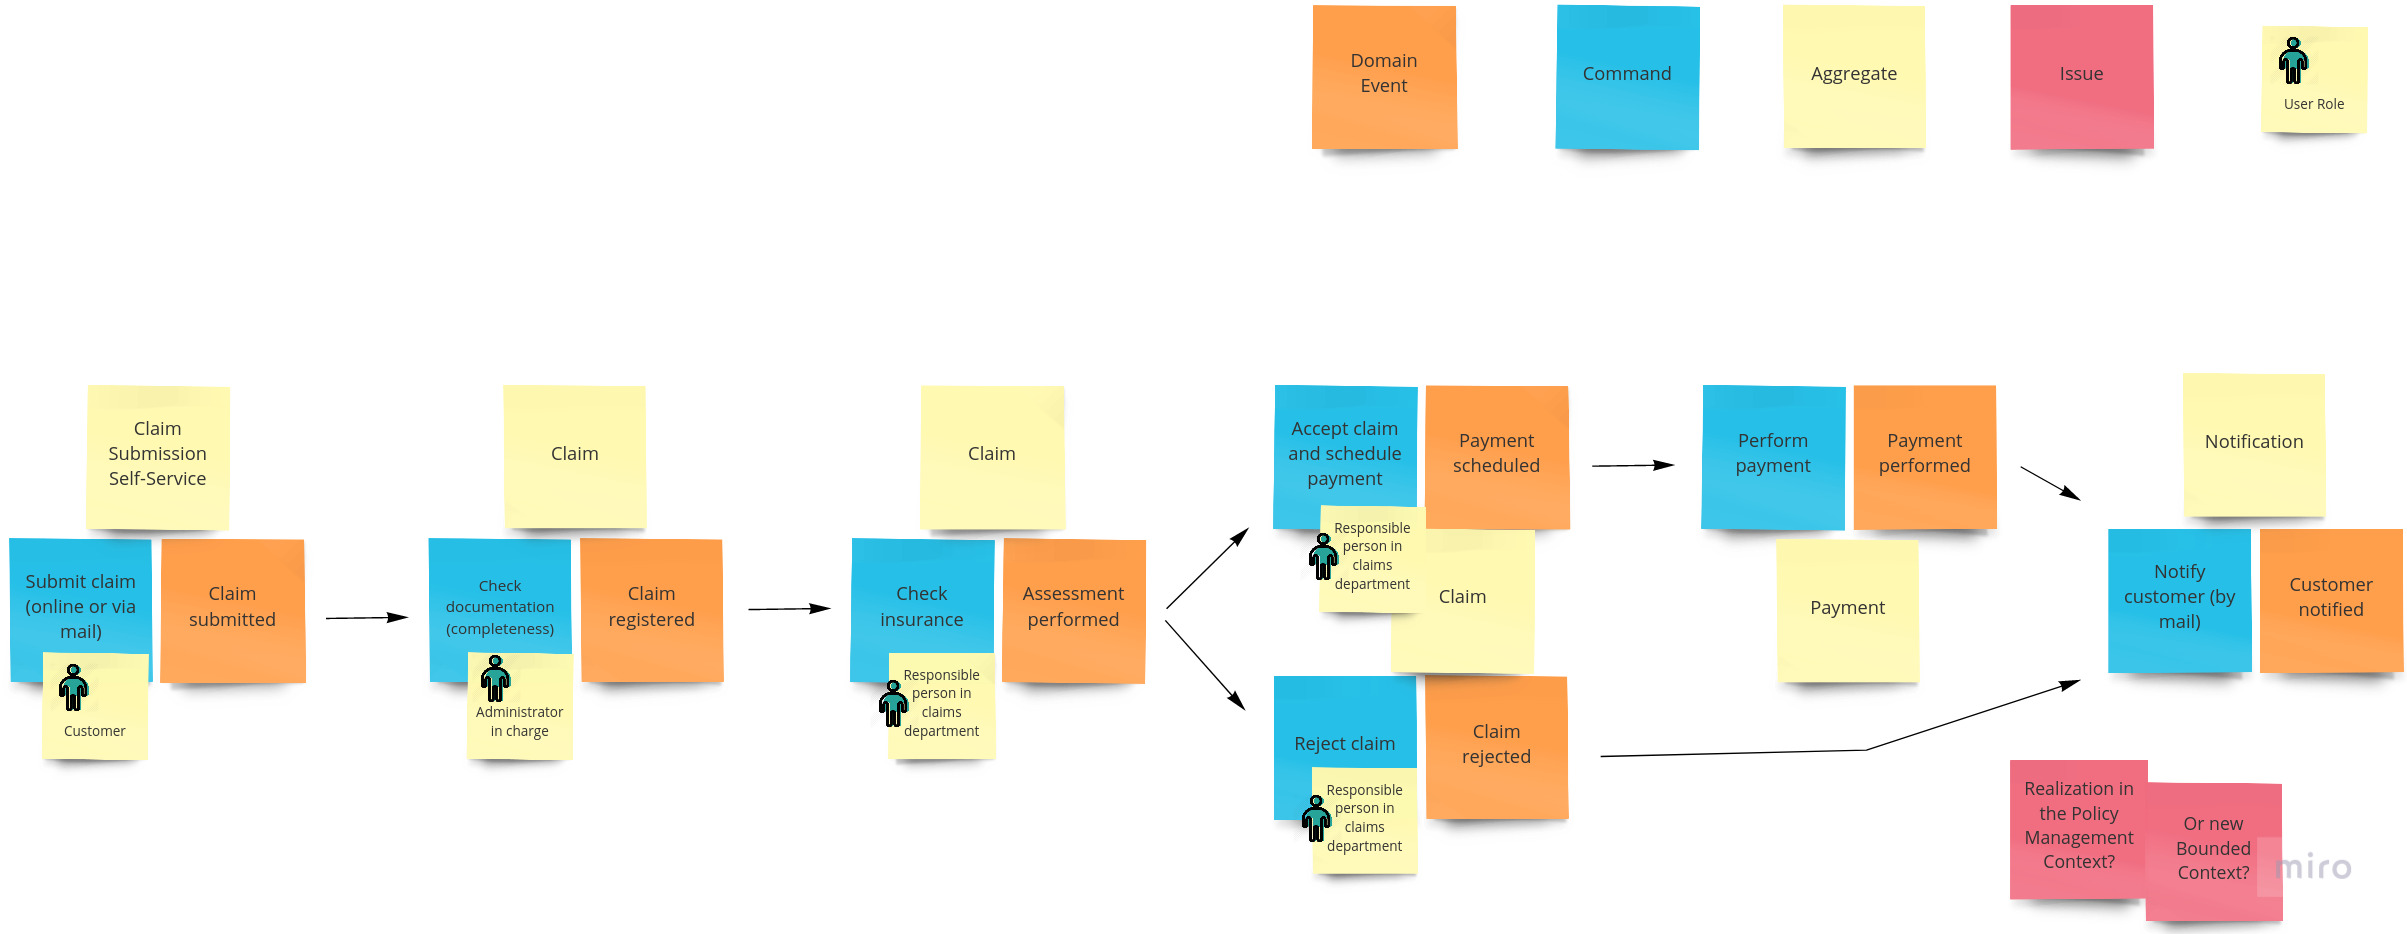 Domain
Event
Command
Aggregate
Issue
User Role
Claim
Submission
Self-Service
Submit claim
(online or via
mail)
Claim
submitted
Customer
Claim
Check
documentation
(completeness)
Claim
registered
Administrator
in charge
Claim
Check
insurance
Assessment
performed
Responsible
person in
claims
department
Accept claim
and schedule
payment
Payment
scheduled
Responsible
person in
claims
department
Claim
Reject claim
Claim
rejected
Responsible
person in
claims
department
Perform
payment
Payment
performed
Payment
Notification
Notify
customer (by
mail)
Customer
notified
Realization in
the Policy
Management
Context?
Or new
Bounded
Context?
miro